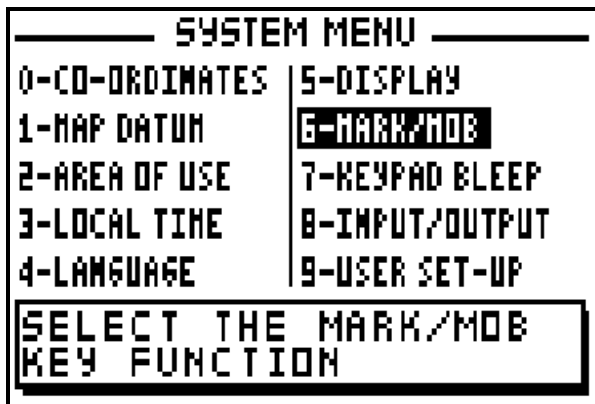 SYSTEM MENU
0-CO-ORDINATES
1-MAP DATUM
2-AREA OF USE
3-LOCAL TIME
4-LANGUAGE
5-DISPLAY
6-MARK/MOB
7-KEYPAD BLEEP
8-INPUT/OUTPUT
9-USER SET-UP
SELECT THE MARK/MOB
KEY FUNCTION